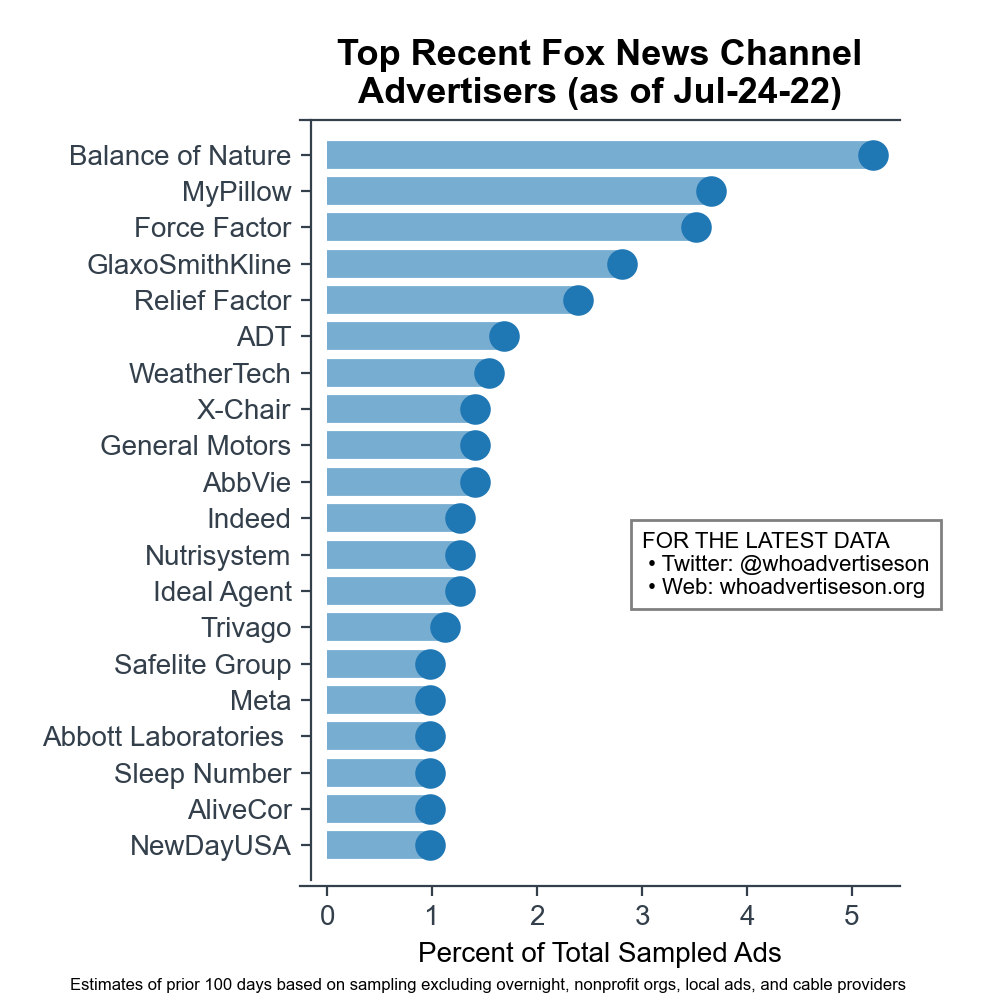 Top Recent Fox News Channel
Advertisers (as of Jul-24-22)
Balance of Nature
MyPillow
Force Factor
GlaxoSmithKline
Relief Factor
ADT
WeatherTech
X-Chair
General Motors
AbbVie
Indeed
Nutrisystem
Ideal Agent
Trivago
Safelite Group
Meta
Abbott Laboratories
Sleep Number
AliveCor
NewDayUSA
FOR THE LATEST DATA
• Twitter: @whoadvertiseson
• Web: whoadvertiseson.org
0 1 2 3 4 5
Percent of Total Sampled Ads
Estimates of prior 100 days based on sampling excluding overnight, nonprofit orgs, local ads, and cable providers